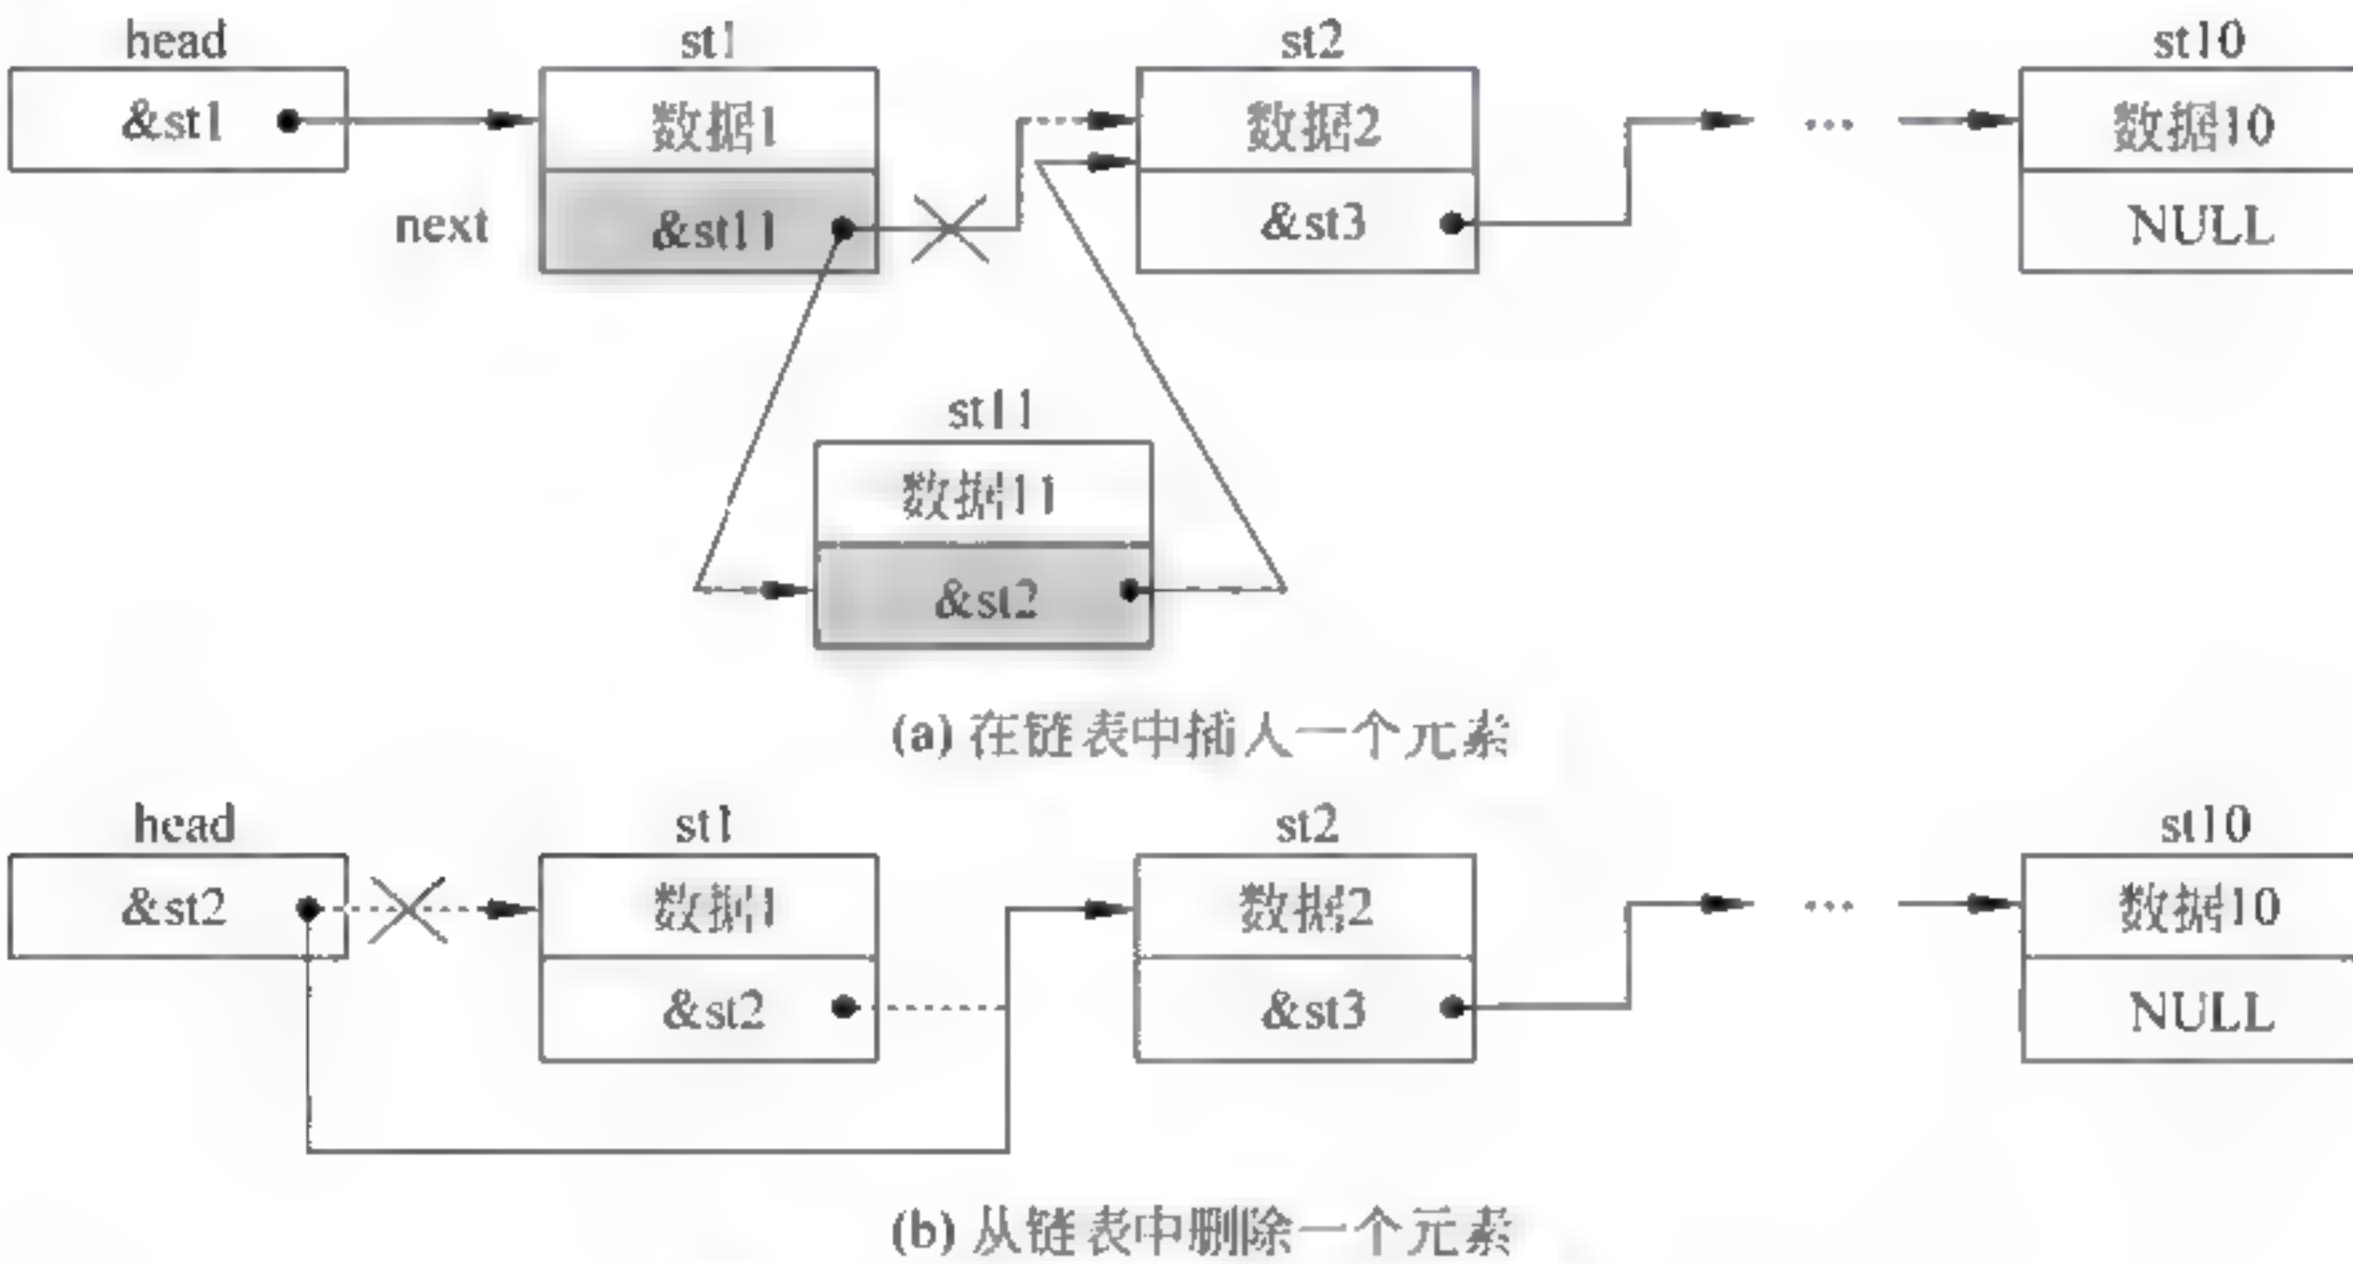 head st1 st2 st10
&st1 数据1 数据2 … 数据10
next &st11 &st3 NULL
st11
数据11
&st2
(a) 在链表中插入一个元素
head st1 st2 st10
&st2 数据1 数据2 … 数据10
&st2 &st3 NULL
(b) 从链表中删除一个元素